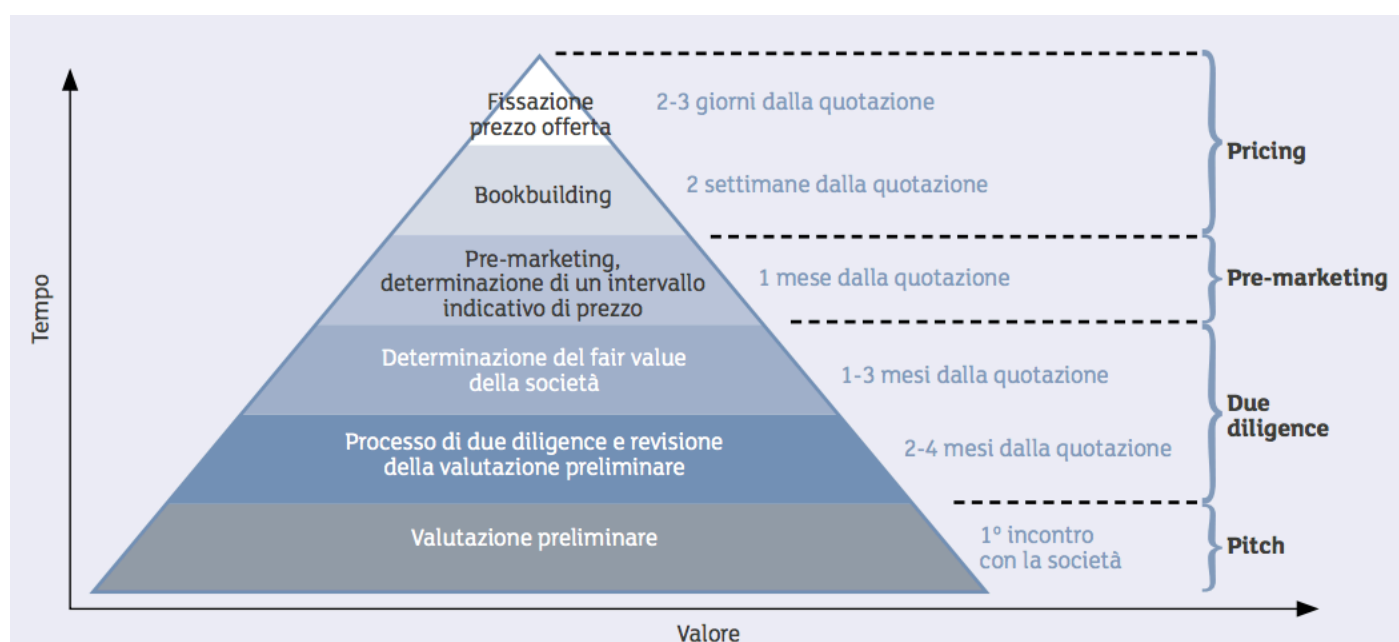 Fissazione
prezzo offerta
2-3 giorni dalla quotazione
Pricing
Bookbuilding
2 settimane dalla quotazione
Pre-marketing,
determinazione di un intervallo
indicativo di prezzo
1 mese dalla quotazione
Pre-marketing
Determinazione del fair value
della società
1-3 mesi dalla quotazione
Due
diligence
Processo di due diligence e revisione
della valutazione preliminare
2-4 mesi dalla quotazione
Valutazione preliminare
1° incontro
con la società
Pitch
Tempo
Valore